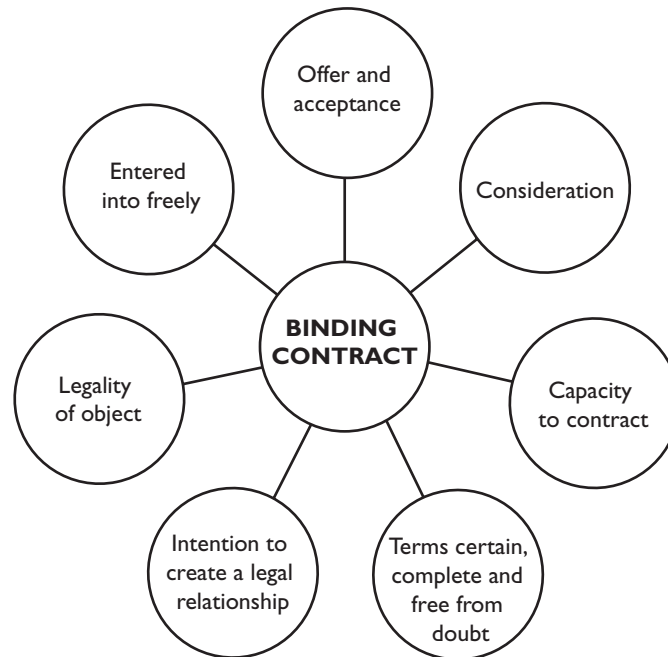 Offer and
acceptance
Entered
into freely
Consideration
BINDING
CONTRACT
Legality
of object
Capacity
to contract
Intention to
create a legal
relationship
Terms certain,
complete and
free from
doubt